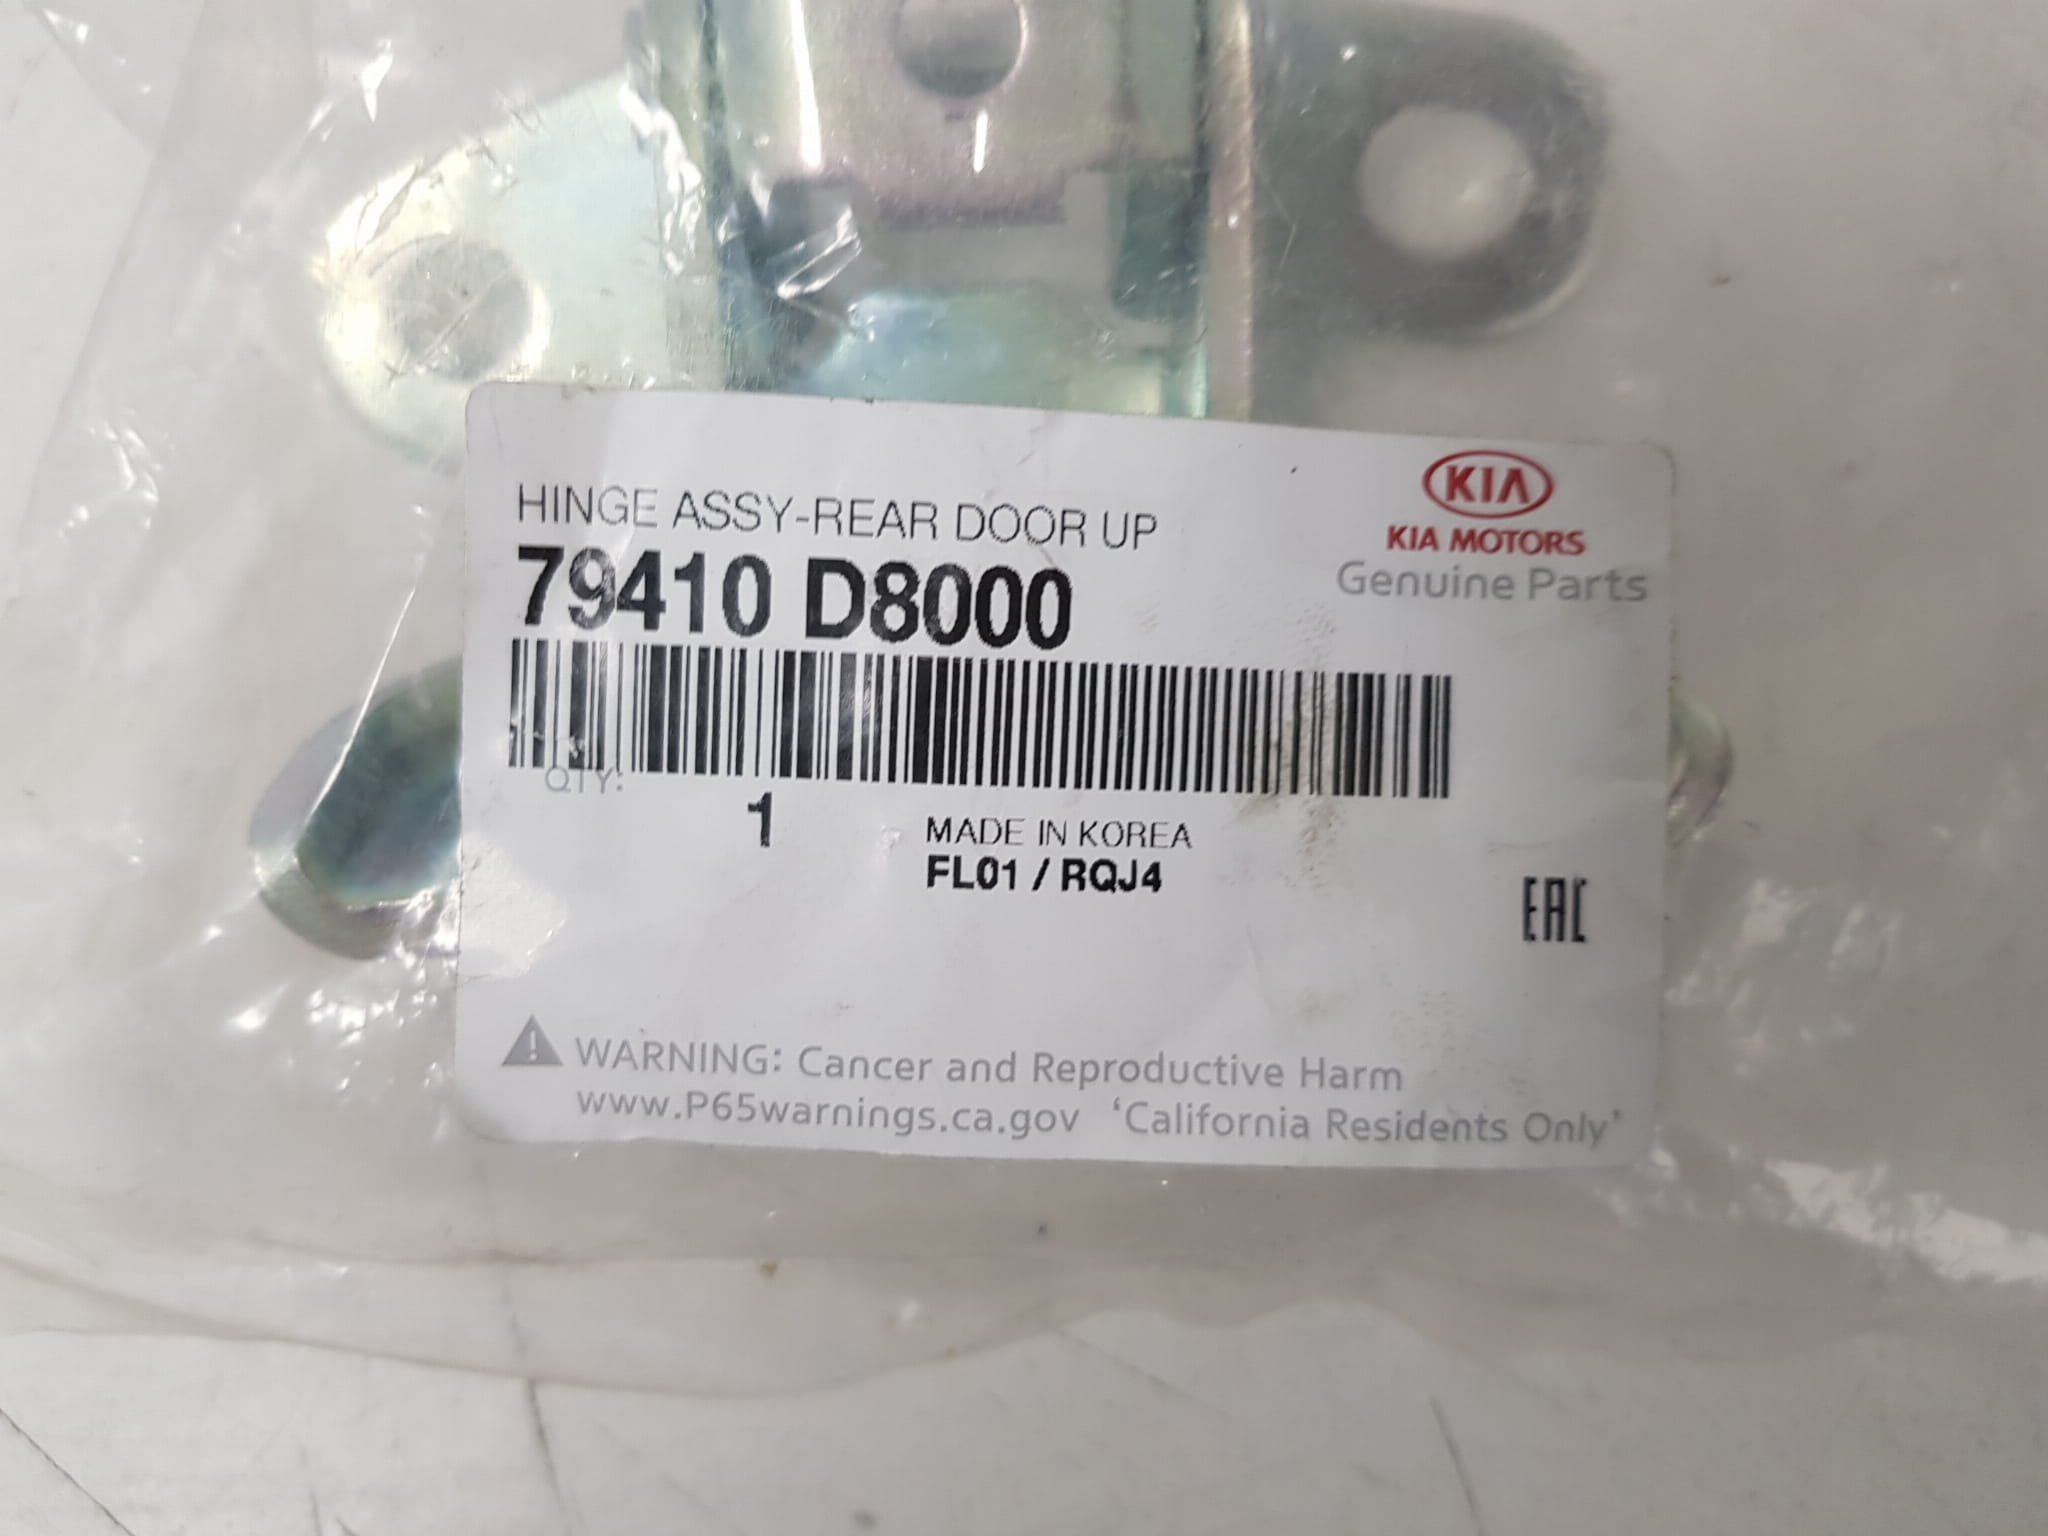 KIA
HINGE ASSY-REAR DOOR UP
KIA MOTORS
79410 D8000
Genuine Parts
QTY:
1
MADE IN KOREA
FL01 / RQJ4
EAC
WARNING: Cancer and Reproductive Harm
www.P65warnings.ca.gov 'California Residents Only'